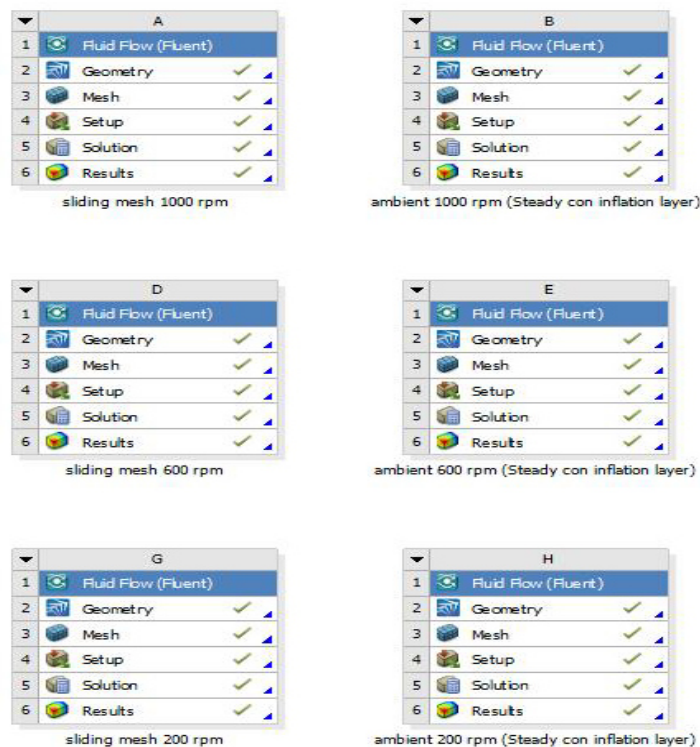 A
1 Fluid Flow (Fluent)
2 Geometry
3 Mesh
4 Setup
5 Solution
6 Results
sliding mesh 1000 rpm
B
1 Fluid Flow (Fluent)
2 Geometry
3 Mesh
4 Setup
5 Solution
6 Results
ambient 1000 rpm (Steady con inflation layer)
D
1 Fluid Flow (Fluent)
2 Geometry
3 Mesh
4 Setup
5 Solution
6 Results
sliding mesh 600 rpm
E
1 Fluid Flow (Fluent)
2 Geometry
3 Mesh
4 Setup
5 Solution
6 Results
ambient 600 rpm (Steady con inflation layer)
G
1 Fluid Flow (Fluent)
2 Geometry
3 Mesh
4 Setup
5 Solution
6 Results
sliding mesh 200 rpm
H
1 Fluid Flow (Fluent)
2 Geometry
3 Mesh
4 Setup
5 Solution
6 Results
ambient 200 rpm (Steady con inflation layer)